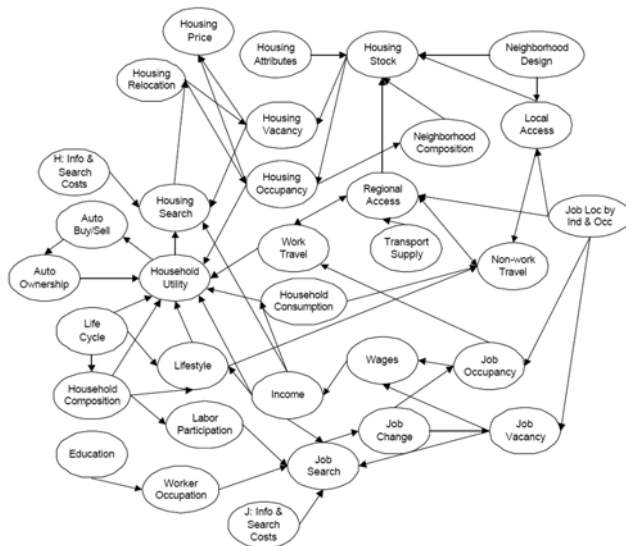 Housing
Price
Housing
Attributes
Housing
Stock
Neighborhood
Design
Housing
Relocation
Housing
Vacancy
Local
Access
Neighborhood
Composition
H: Info &
Search
Costs
Housing
Occupancy
Housing
Search
Regional
Access
Job Loc by
Ind & Occ
Auto
Buy/Sell
Work
Travel
Transport
Supply
Non-work
Travel
Auto
Ownership
Household
Utility
Household
Consumption
Life
Cycle
Lifestyle
Wages
Job
Occupancy
Household
Composition
Income
Labor
Participation
Job
Change
Job
Vacancy
Education
Job
Search
Worker
Occupation
J: Info &
Search
Costs